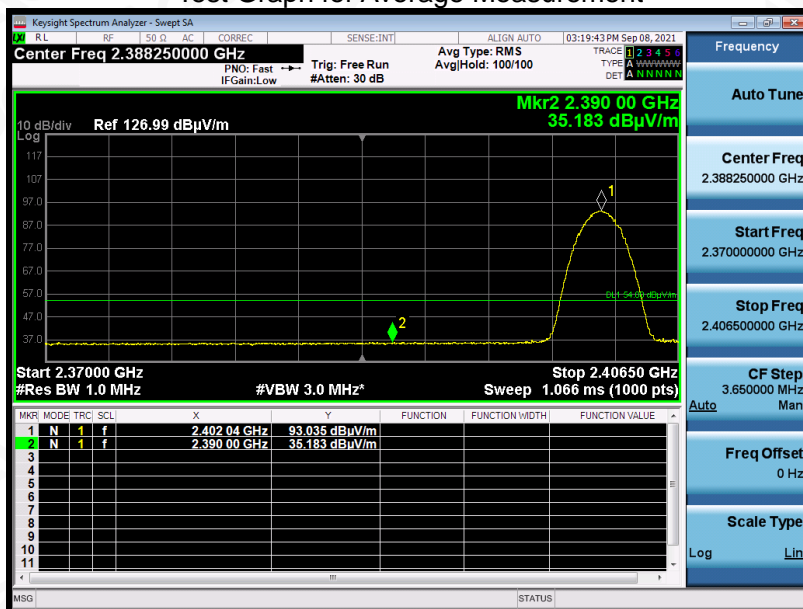 Test Graph for Average Measurement
Keysight Spectrum Analyzer - Swept SA
LXI RL RF 50 Ω AC CORREC SENSE:INT ALIGN AUTO 03:19:43 PM Sep 08, 2021
Center Freq 2.388250000 GHz
PNO: Fast
IFGain:Low
Trig: Free Run
#Atten: 30 dB
Avg Type: RMS
Avg|Hold: 100/100
TRACE 1 2 3 4 5 6
TYPE A WWWWW
DET A N N N N N
Mkr2 2.390 00 GHz
35.183 dBµV/m
10 dB/div Ref 126.99 dBµV/m
Log
117
107
97.0
87.0
77.0
67.0
57.0
47.0
37.0
1
DL1 54.00 dBµV/m
2
Start 2.37000 GHz Stop 2.40650 GHz
#Res BW 1.0 MHz #VBW 3.0 MHz* Sweep 1.066 ms (1000 pts)
MKR MODE TRC SCL X Y FUNCTION FUNCTION WIDTH FUNCTION VALUE
1 N 1 f 2.402 04 GHz 93.035 dBµV/m
2 N 1 f 2.390 00 GHz 35.183 dBµV/m
3
4
5
6
7
8
9
10
11
MSG STATUS
Frequency
Auto Tune
Center Freq
2.388250000 GHz
Start Freq
2.370000000 GHz
Stop Freq
2.406500000 GHz
CF Step
3.650000 MHz
Auto Man
Freq Offset
0 Hz
Scale Type
Log Lin